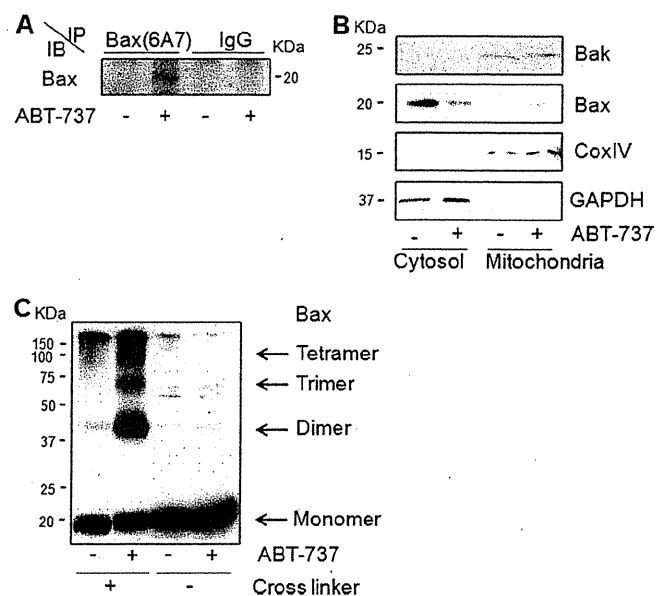 A
IP
IB
Bax(6A7) IgG
KDa
Bax
-20
ABT-737 - + - +
B KDa
25 - Bak
20 - Bax
15 - CoxIV
37 - GAPDH
- + - + ABT-737
Cytosol Mitochondria
C KDa
Bax
150 -
100 - ← Tetramer
75 - ← Trimer
50 -
← Dimer
37 -
25 -
20 - ← Monomer
- + - + ABT-737
+ - Cross linker